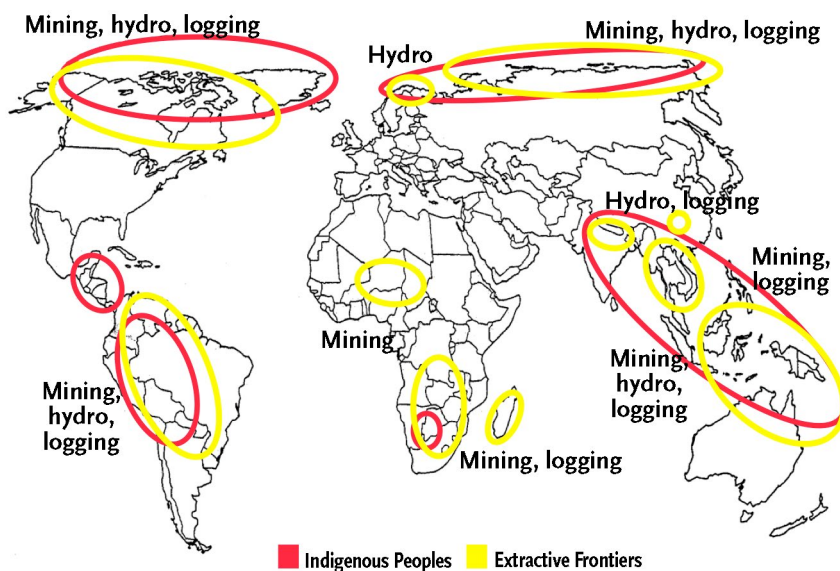 Mining, hydro, logging
Hydro
Mining, hydro, logging
Hydro, logging
Mining,
logging
Mining,
Mining,
hydro,
logging
Mining,
hydro,
logging
Mining, logging
Indigenous Peoples
Extractive Frontiers